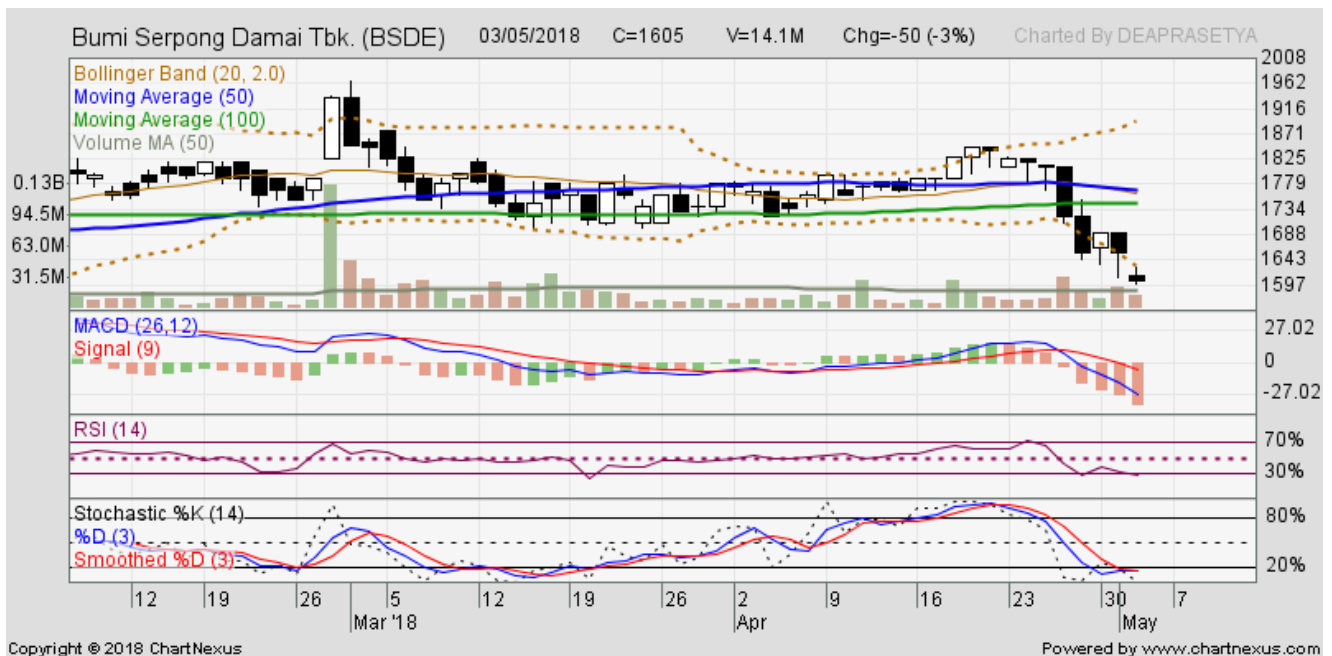 Bumi Serpong Damai Tbk. (BSDE) 03/05/2018 C=1605 V=14.1M Chg=-50 (-3%) Charted By DEAPRASETYA
Bollinger Band (20, 2.0)
Moving Average (50)
Moving Average (100)
Volume MA (50)
0.13B
94.5M
63.0M
31.5M
2008
1962
1916
1871
1825
1779
1734
1688
1643
1597
MACD (26,12)
Signal (9)
27.02
0
-27.02
RSI (14)
70%
30%
Stochastic %K (14)
%D (3)
Smoothed %D (3)
80%
20%
12 19 26 5 12 19 26 2 9 16 23 30 7
Mar '18 Apr May
Copyright © 2018 ChartNexus Powered by www.chartnexus.com